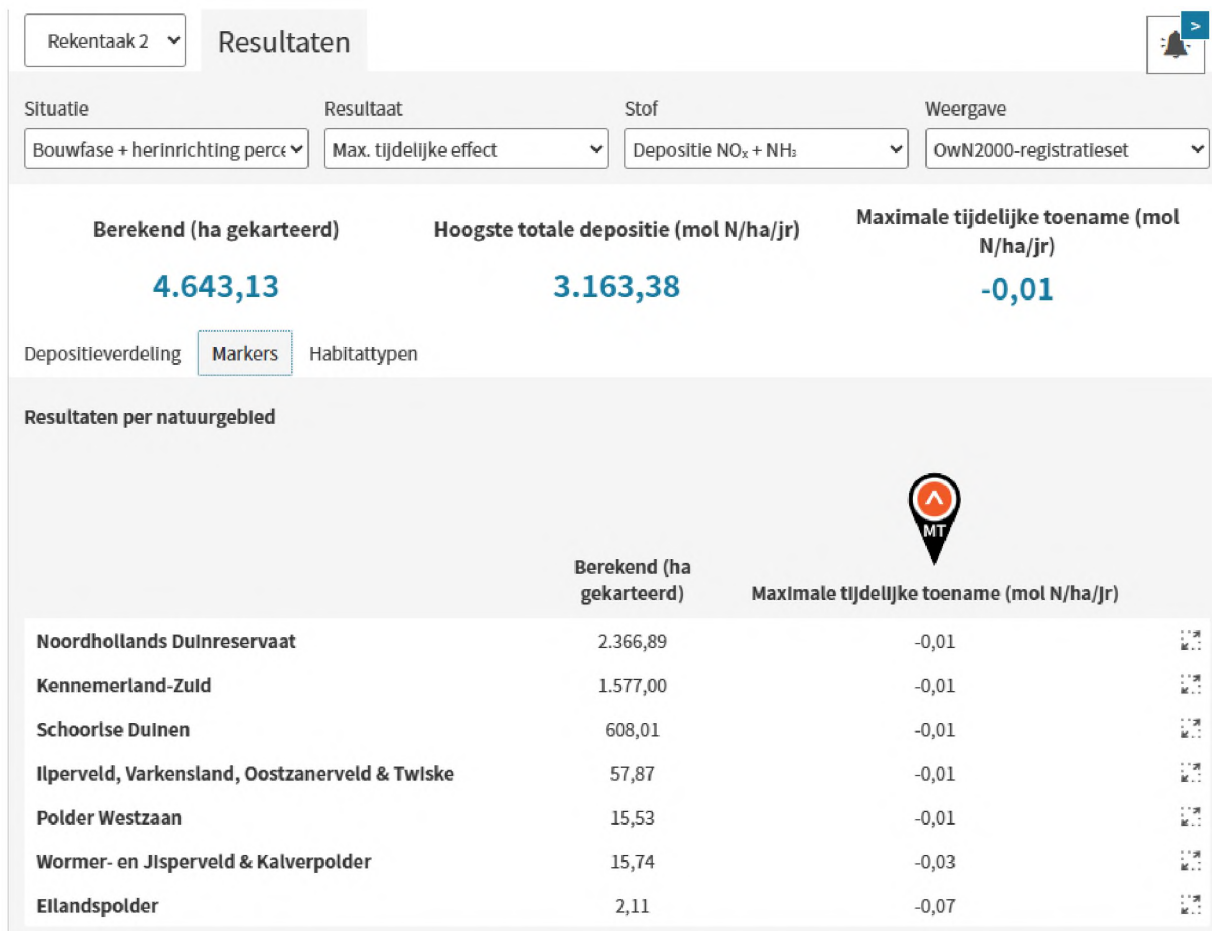 Rekentaak 2
Resultaten
>
Situatie Resultaat Stof Weergave
Bouwfase + herinrichting perce Max. tijdelijke effect Depositie NOₓ + NH₃ OwN2000-registratieset
Berekend (ha gekarteerd)
4.643,13
Hoogste totale depositie (mol N/ha/jr)
3.163,38
Maximale tijdelijke toename (mol
N/ha/jr)
-0,01
Depositieverdeling Markers Habitattypen
Resultaten per natuurgebied
MT
Berekend (ha
gekarteerd)
Maximale tijdelijke toename (mol N/ha/jr)
Noordhollands Duinreservaat 2.366,89 -0,01
Kennemerland-Zuid 1.577,00 -0,01
Schoorlse Duinen 608,01 -0,01
Ilperveld, Varkensland, Oostzanerveld & Twiske 57,87 -0,01
Polder Westzaan 15,53 -0,01
Wormer- en Jisperveld & Kalverpolder 15,74 -0,03
Eilandspolder 2,11 -0,07